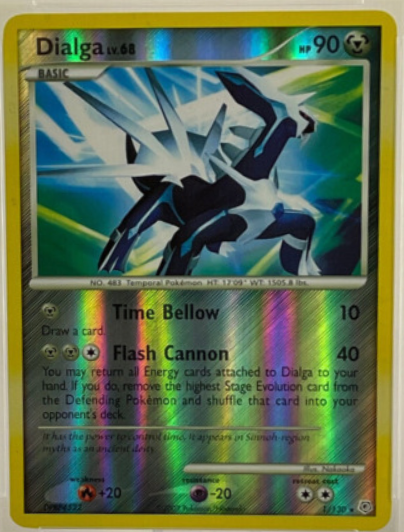 Dialga LV.68 HP 90
BASIC
NO. 483 Temporal Pokémon HT: 17'09" WT: 1505.8 lbs.
Time Bellow 10
Draw a card.
Flash Cannon 40
You may return all Energy cards attached to Dialga to your
hand. If you do, remove the highest Stage Evolution card from
the Defending Pokémon and shuffle that card into your
opponent's deck.
It has the power to control time. It appears in Sinnoh-region
myths as an ancient deity.
Illus. Nakaoka
weakness resistance retreat cost
+20 -20
1/130